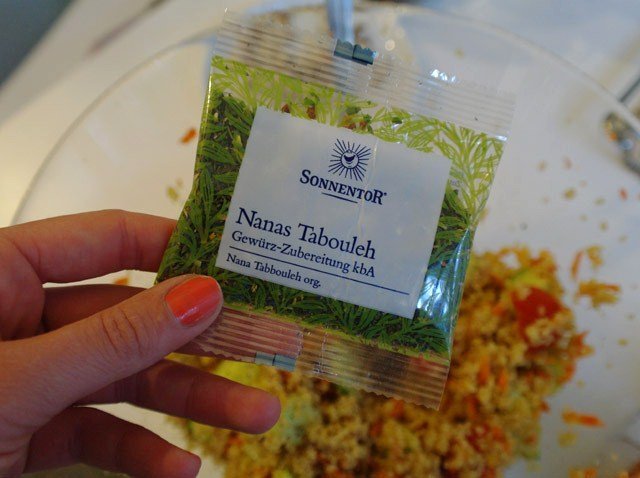 SONNENTOR®
Nanas Tabouleh
Gewürz-Zubereitung kbA
Nana Tabbouleh org.